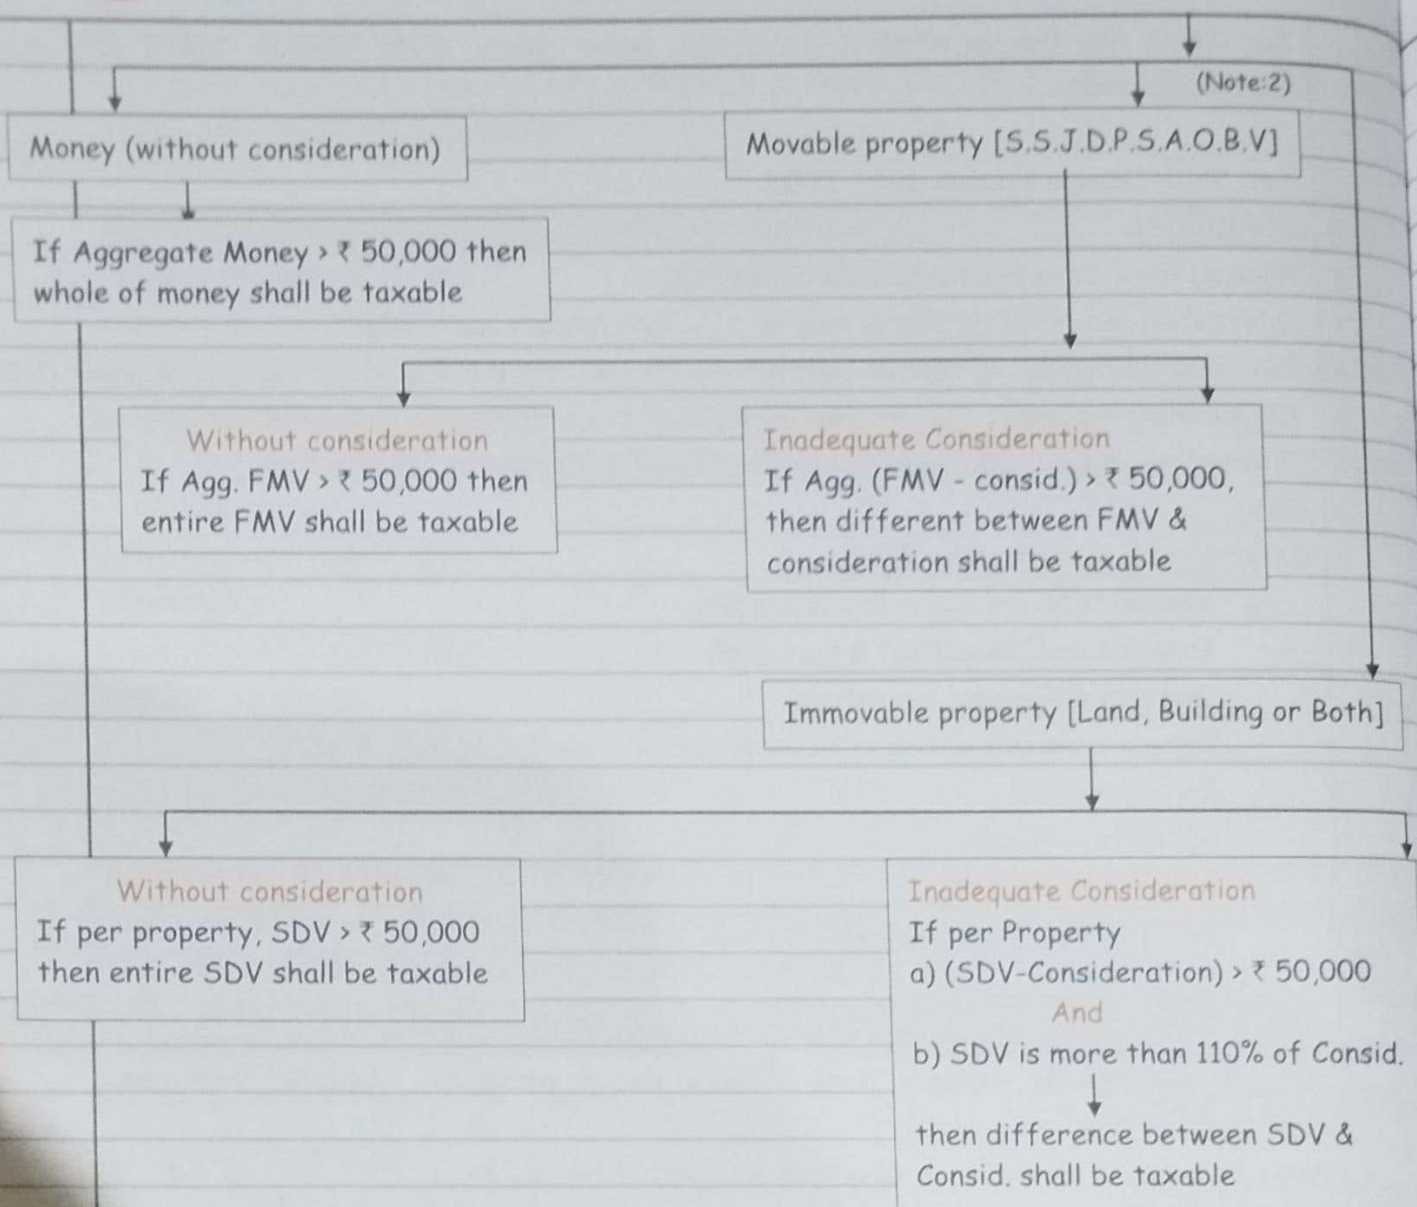 (Note:2)
Money (without consideration)
Movable property [S.S.J.D.P.S.A.O.B.V]
If Aggregate Money > ₹ 50,000 then
whole of money shall be taxable
Without consideration
If Agg. FMV > ₹ 50,000 then
entire FMV shall be taxable
Inadequate Consideration
If Agg. (FMV - consid.) > ₹ 50,000,
then different between FMV &
consideration shall be taxable
Immovable property [Land, Building or Both]
Without consideration
If per property, SDV > ₹ 50,000
then entire SDV shall be taxable
Inadequate Consideration
If per Property
a) (SDV-Consideration) > ₹ 50,000
And
b) SDV is more than 110% of Consid.
then difference between SDV &
Consid. shall be taxable